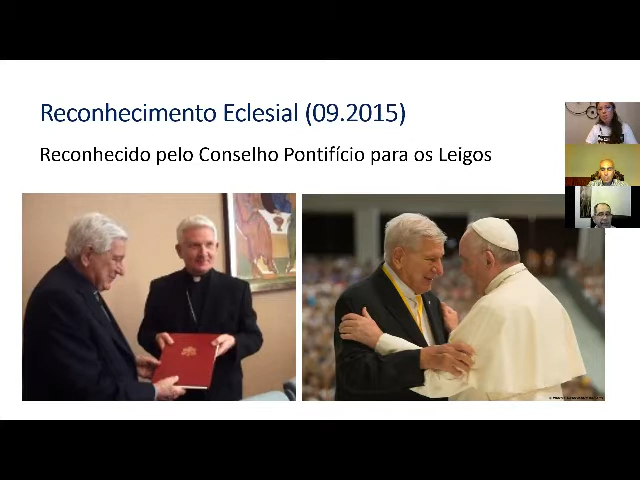 Reconhecimento Eclesial (09.2015)
Reconhecido pelo Conselho Pontifício para os Leigos